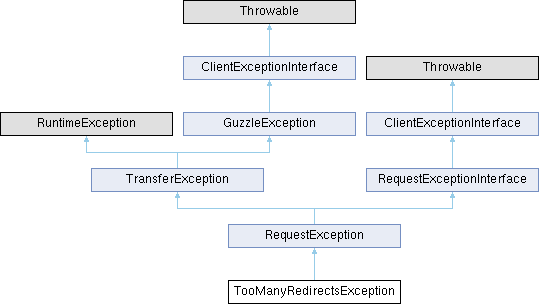 Throwable
ClientExceptionInterface
Throwable
RuntimeException
GuzzleException
ClientExceptionInterface
TransferException
RequestExceptionInterface
RequestException
TooManyRedirectsException